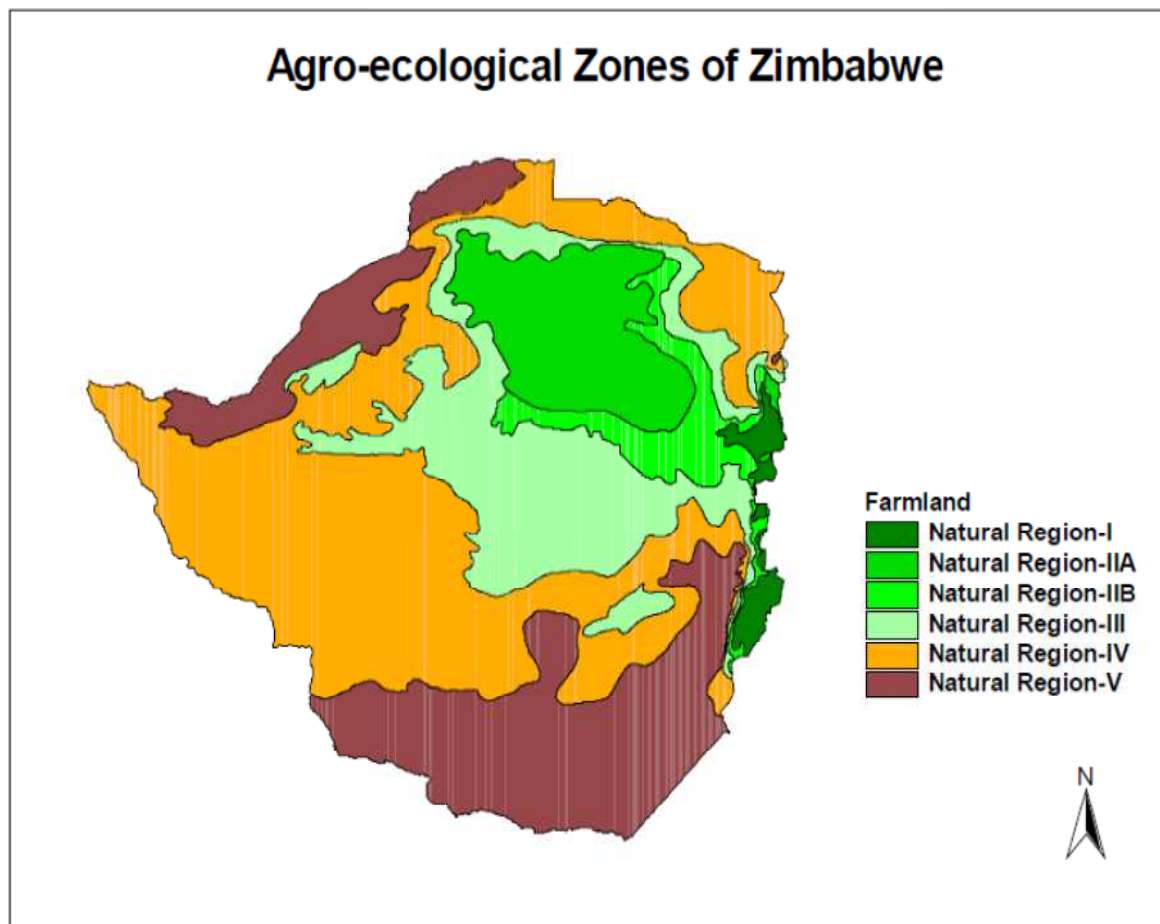 Agro-ecological Zones of Zimbabwe
Farmland
Natural Region-I
Natural Region-IIA
Natural Region-IIB
Natural Region-III
Natural Region-IV
Natural Region-V
N